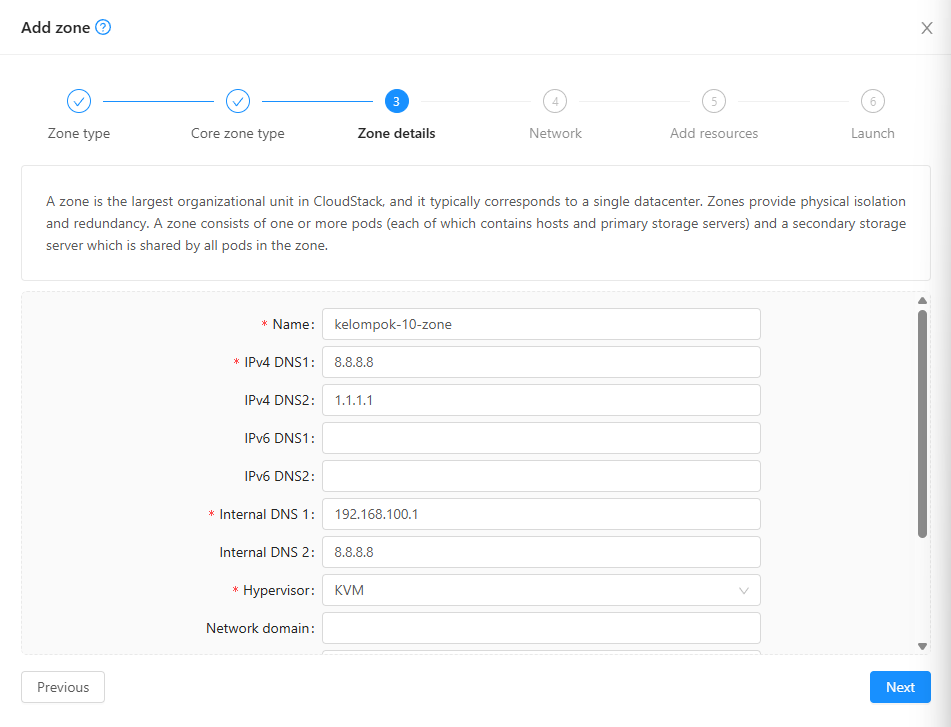 Add zone ?
3 4 5 6
Zone type Core zone type Zone details Network Add resources Launch
A zone is the largest organizational unit in CloudStack, and it typically corresponds to a single datacenter. Zones provide physical isolation
and redundancy. A zone consists of one or more pods (each of which contains hosts and primary storage servers) and a secondary storage
server which is shared by all pods in the zone.
* Name: kelompok-10-zone
* IPv4 DNS1: 8.8.8.8
IPv4 DNS2: 1.1.1.1
IPv6 DNS1:
IPv6 DNS2:
* Internal DNS 1: 192.168.100.1
Internal DNS 2: 8.8.8.8
* Hypervisor: KVM
Network domain:
Previous Next